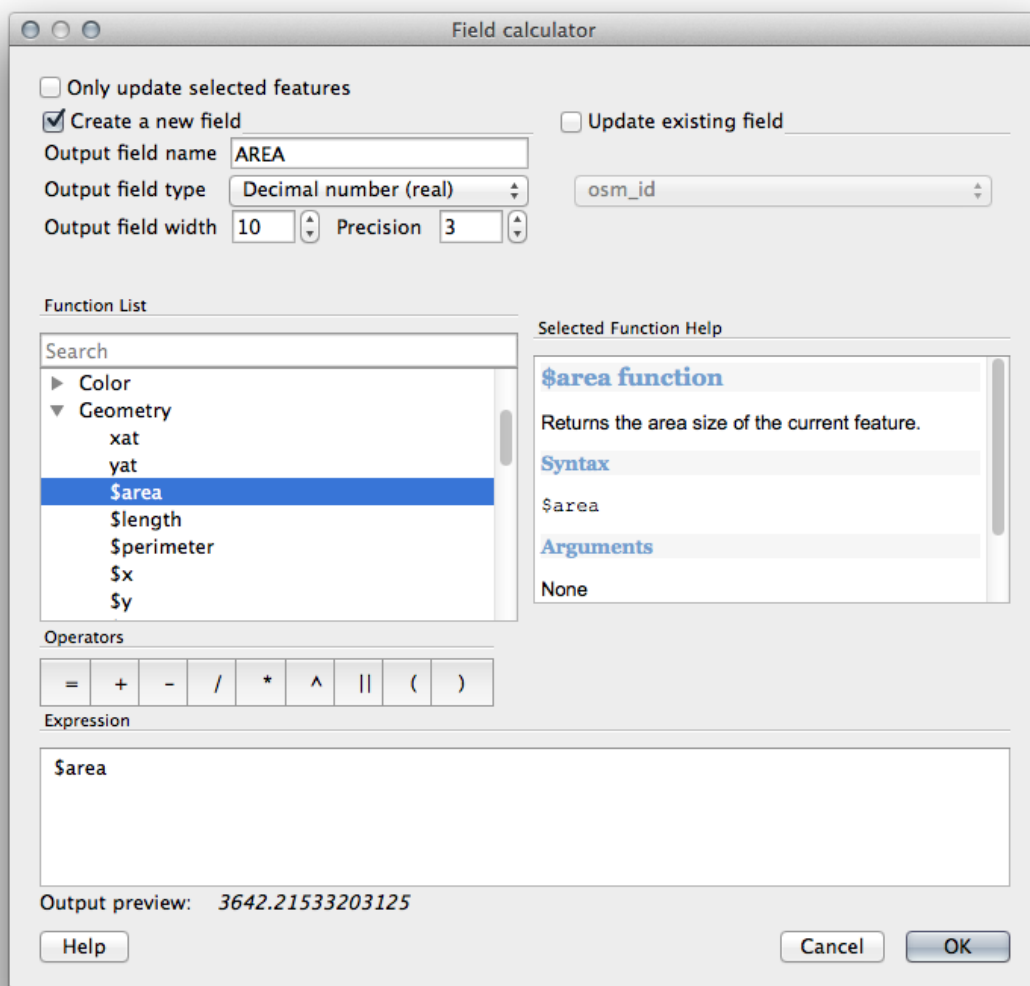 Field calculator
Only update selected features
Create a new field
Update existing field
Output field name AREA
Output field type Decimal number (real)
osm_id
Output field width 10 Precision 3
Function List
Selected Function Help
Search
Color
Geometry
xat
yat
$area
$length
$perimeter
$x
$y
$area function
Returns the area size of the current feature.
Syntax
$area
Arguments
None
Operators
= + - / * ^ || ( )
Expression
$area
Output preview: 3642.21533203125
Help Cancel OK